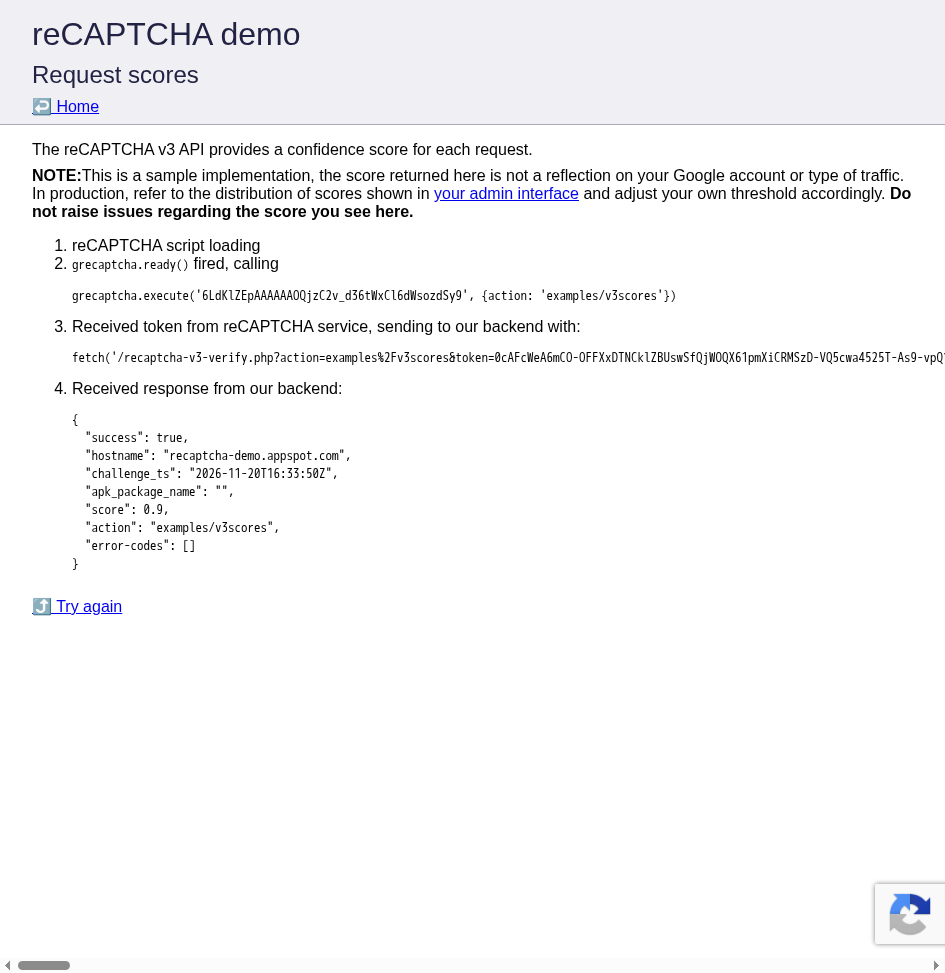 reCAPTCHA demo
Request scores
↩️ Home
The reCAPTCHA v3 API provides a confidence score for each request.
NOTE:This is a sample implementation, the score returned here is not a reflection on your Google account or type of traffic.
In production, refer to the distribution of scores shown in your admin interface and adjust your own threshold accordingly. Do
not raise issues regarding the score you see here.
1. reCAPTCHA script loading
2. grecaptcha.ready() fired, calling
grecaptcha.execute('6LdKlZEpAAAAAAOQjzC2v_d36tWxCl6dWsozdSy9', {action: 'examples/v3scores'})
3. Received token from reCAPTCHA service, sending to our backend with:
fetch('/recaptcha-v3-verify.php?action=examples%2Fv3scores&token=0cAFcWeA6mCO-OFFXxDTNCklZBUswSfQjWOQX61pmXiCRMSzD-VQ5cwa4525T-As9-vpQ
4. Received response from our backend:
{
"success": true,
"hostname": "recaptcha-demo.appspot.com",
"challenge_ts": "2026-11-20T16:33:50Z",
"apk_package_name": "",
"score": 0.9,
"action": "examples/v3scores",
"error-codes": []
}
⤴️ Try again